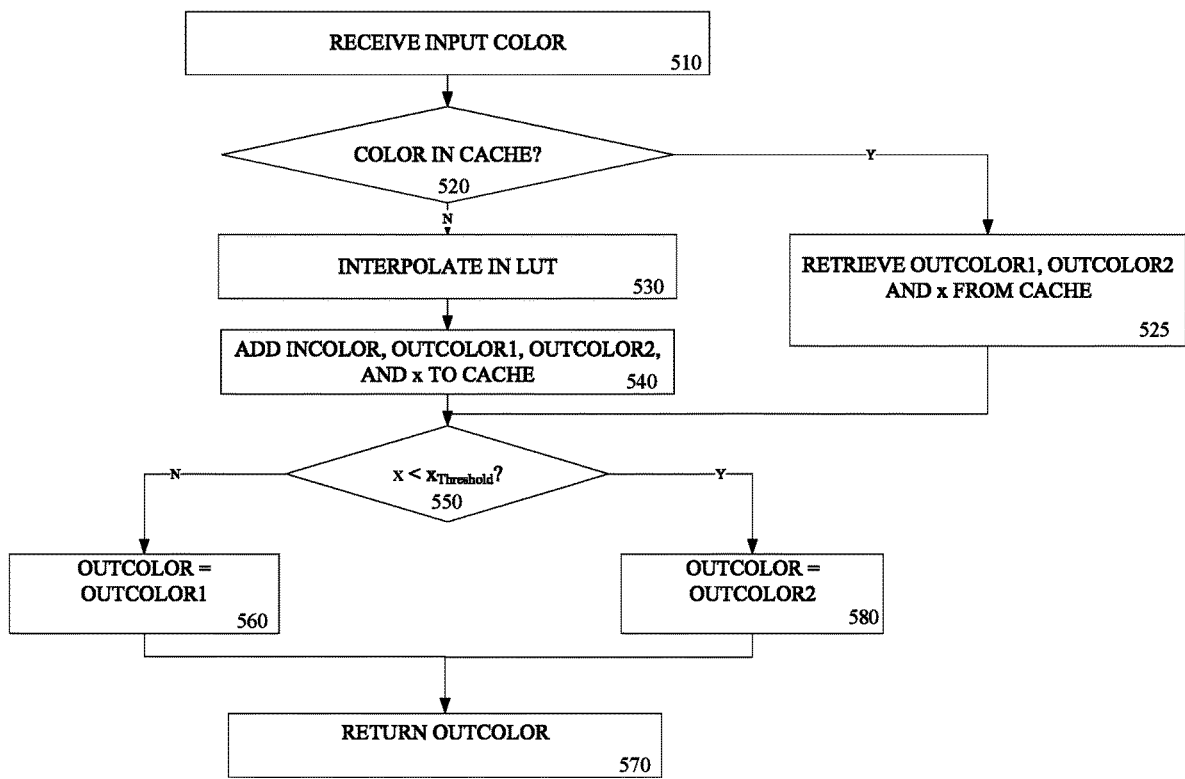 RECEIVE INPUT COLOR
510
COLOR IN CACHE?
520
Y
N
INTERPOLATE IN LUT
530
RETRIEVE OUTCOLOR1, OUTCOLOR2
AND x FROM CACHE
525
ADD INCOLOR, OUTCOLOR1, OUTCOLOR2,
AND x TO CACHE
540
x < xThreshold?
550
N
Y
OUTCOLOR =
OUTCOLOR1
560
OUTCOLOR =
OUTCOLOR2
580
RETURN OUTCOLOR
570